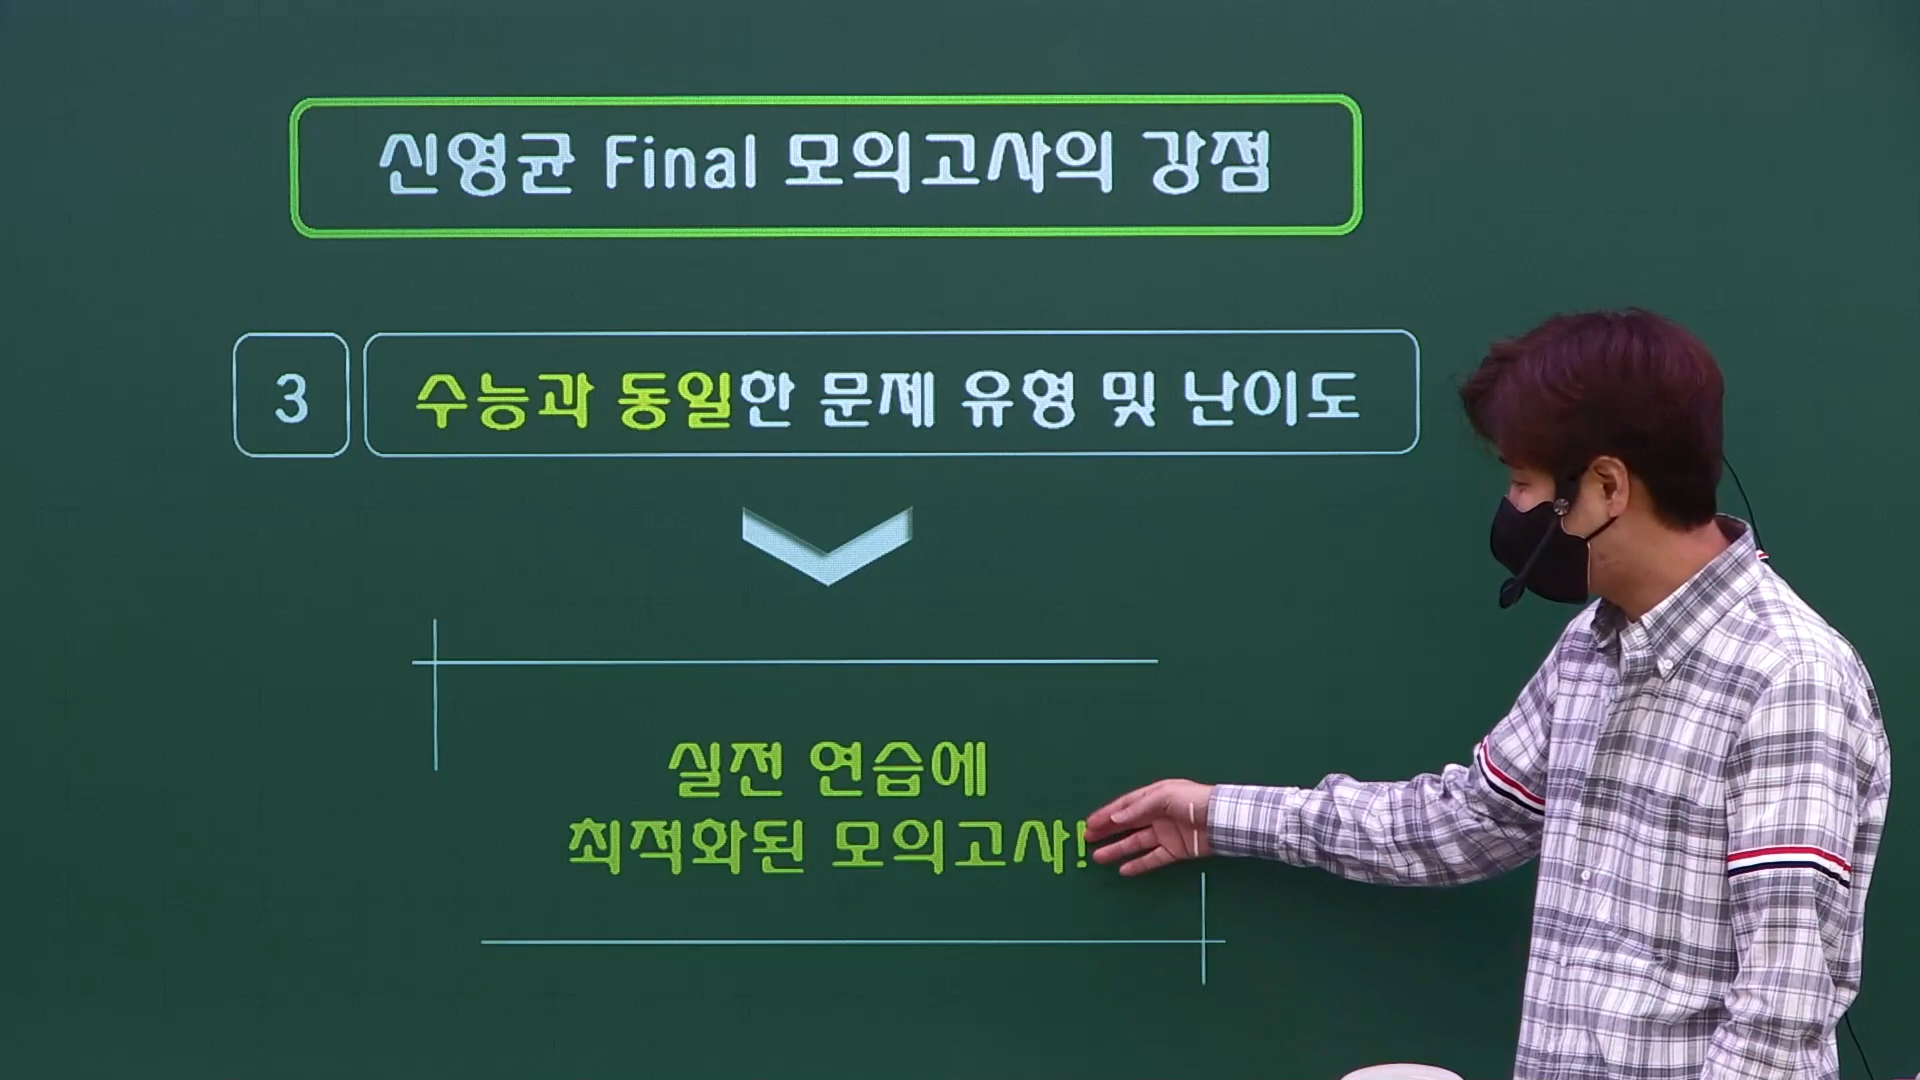 신영균 Final 모의고사의 강점
3 수능과 동일한 문제 유형 및 난이도
실전 연습에
최적화된 모의고사!